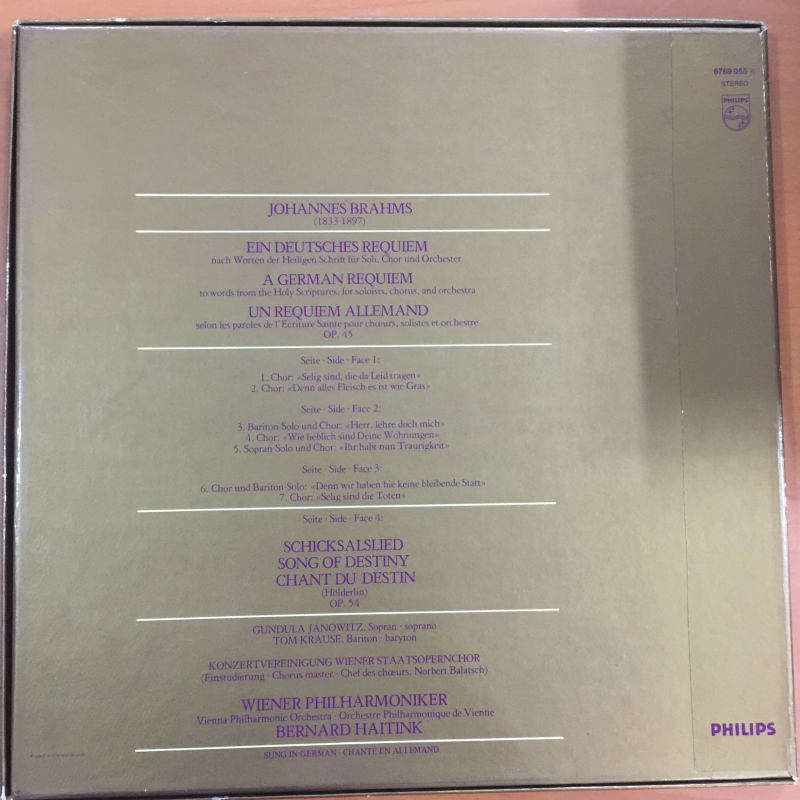 6769 055
STEREO
PHILIPS
JOHANNES BRAHMS
(1833-1897)
EIN DEUTSCHES REQUIEM
nach Worten der Heiligen Schrift für Soli, Chor und Orchester
A GERMAN REQUIEM
to words from the Holy Scriptures, for soloists, chorus, and orchestra
UN REQUIEM ALLEMAND
selon les paroles de l'Ecriture Sainte pour chœurs, solistes et orchestre
OP. 45
Seite · Side · Face 1:
1. Chor: «Selig sind, die da Leid tragen»
2. Chor: «Denn alles Fleisch es ist wie Gras»
Seite · Side · Face 2:
3. Bariton-Solo und Chor: «Herr, lehre doch mich»
4. Chor: «Wie lieblich sind Deine Wohnungen»
5. Sopran-Solo und Chor: «Ihr habt nun Traurigkeit»
Seite · Side · Face 3:
6. Chor und Bariton-Solo: «Denn wir haben hie keine bleibende Statt»
7. Chor: «Selig sind die Toten»
Seite · Side · Face 4:
SCHICKSALSLIED
SONG OF DESTINY
CHANT DU DESTIN
(Hölderlin)
OP. 54
GUNDULA JANOWITZ, Sopran · soprano
TOM KRAUSE, Bariton · baryton
KONZERTVEREINIGUNG WIENER STAATSOPERNCHOR
(Einstudierung · Chorus master · Chef des chœurs: Norbert Balatsch)
WIENER PHILHARMONIKER
Vienna Philharmonic Orchestra · Orchestre Philharmonique de Vienne
BERNARD HAITINK
SUNG IN GERMAN · CHANTÉ EN ALLEMAND
PHILIPS